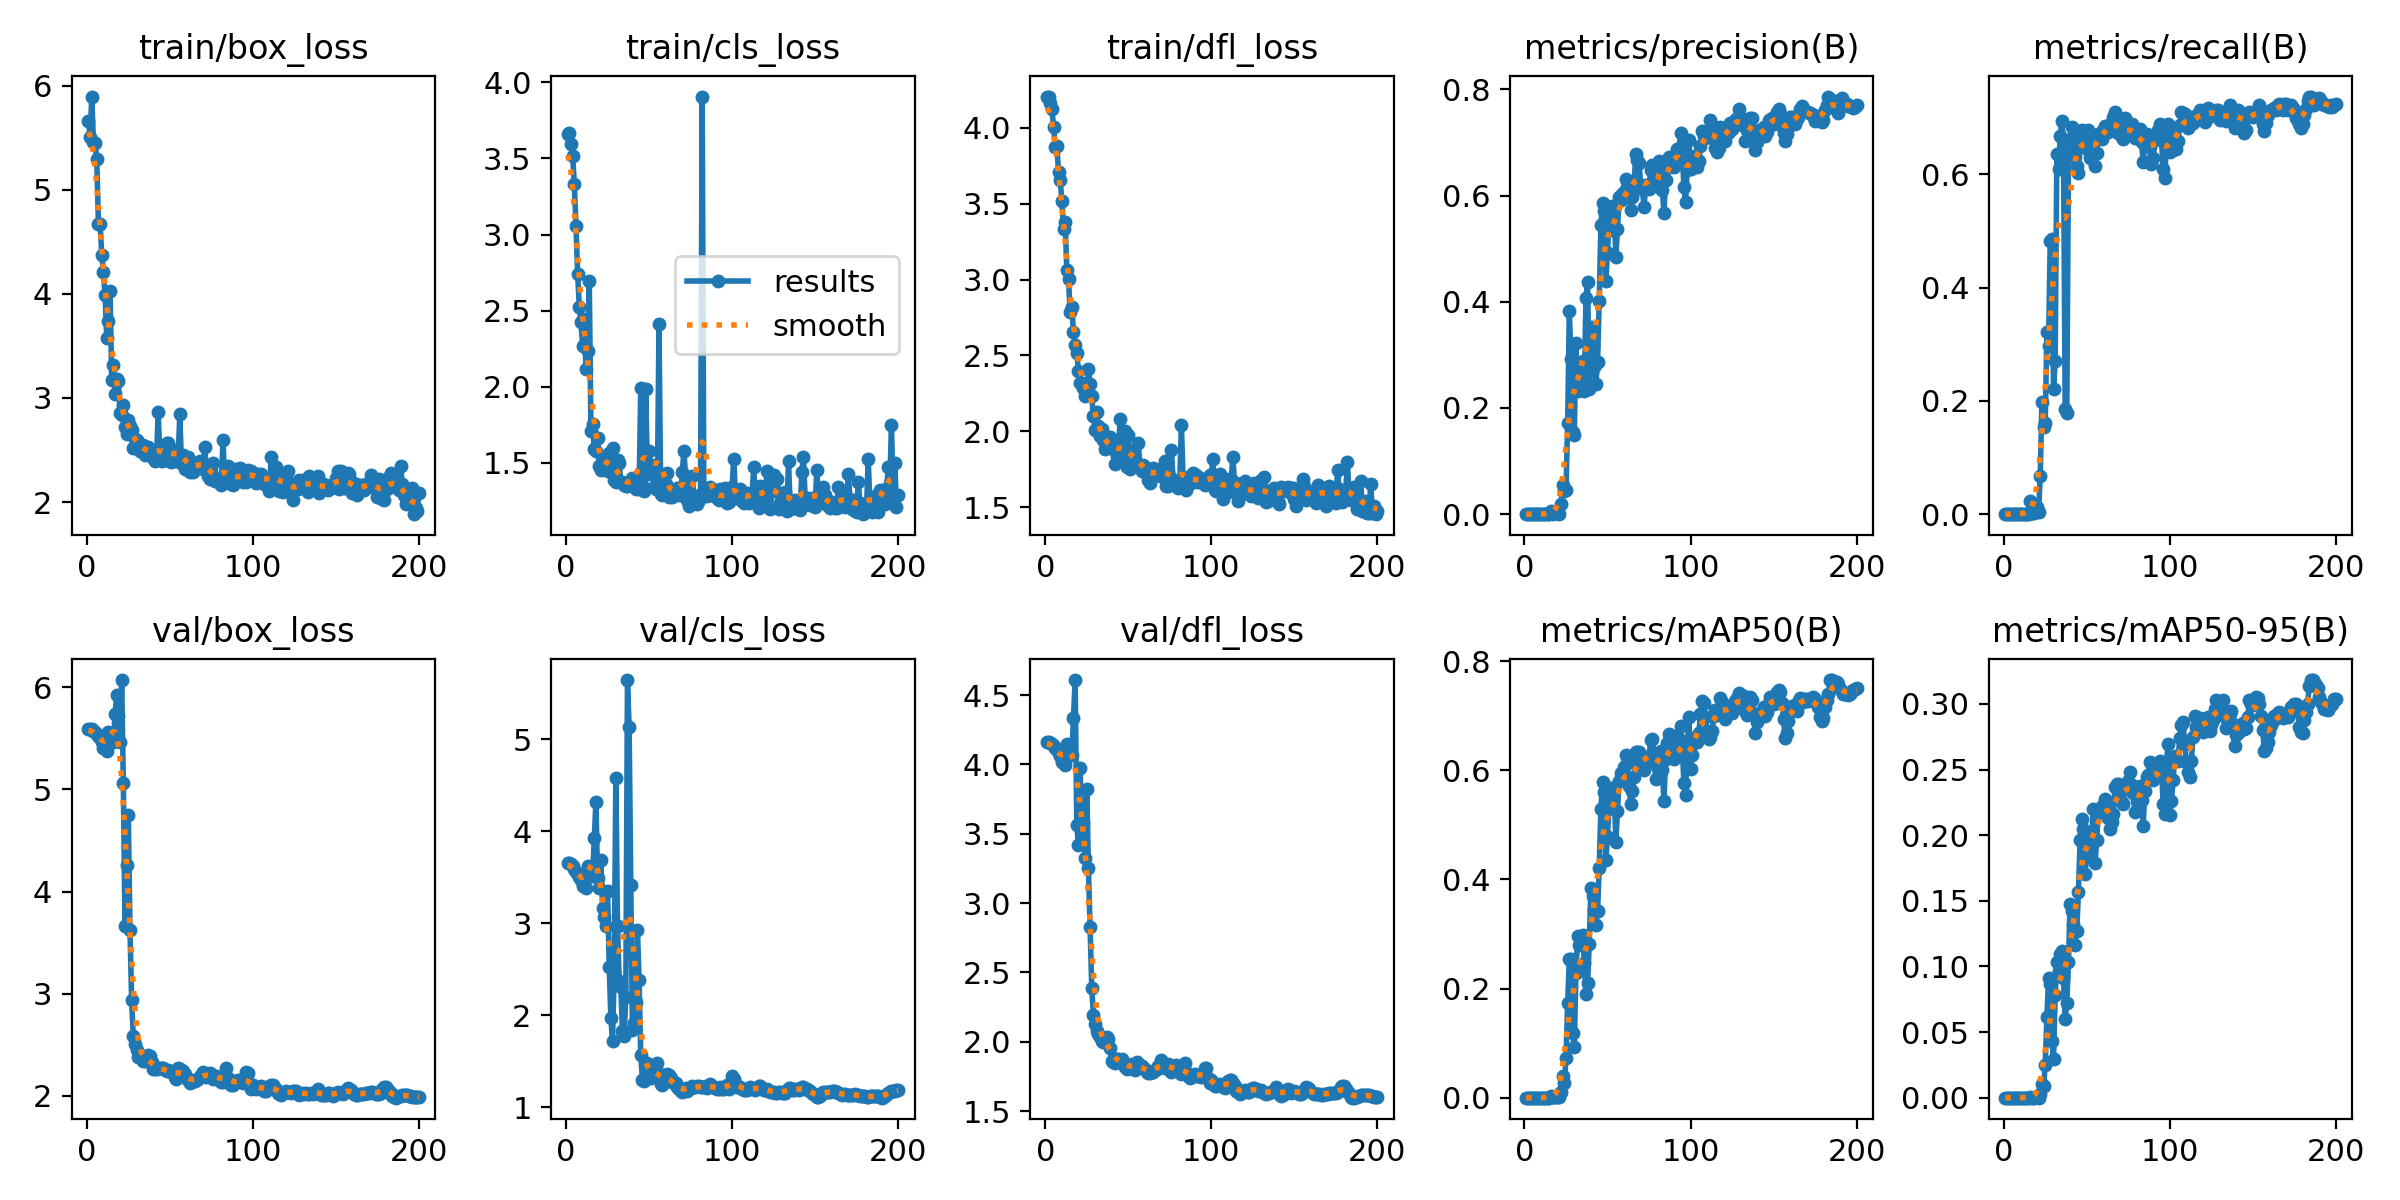 train/box_loss
6
5
4
3
2
0 100 200
train/cls_loss
4.0
3.5
3.0
2.5
2.0
1.5
results
smooth
0 100 200
train/dfl_loss
4.0
3.5
3.0
2.5
2.0
1.5
0 100 200
metrics/precision(B)
0.8
0.6
0.4
0.2
0.0
0 100 200
metrics/recall(B)
0.6
0.4
0.2
0.0
0 100 200
val/box_loss
6
5
4
3
2
0 100 200
val/cls_loss
5
4
3
2
1
0 100 200
val/dfl_loss
4.5
4.0
3.5
3.0
2.5
2.0
1.5
0 100 200
metrics/mAP50(B)
0.8
0.6
0.4
0.2
0.0
0 100 200
metrics/mAP50-95(B)
0.30
0.25
0.20
0.15
0.10
0.05
0.00
0 100 200